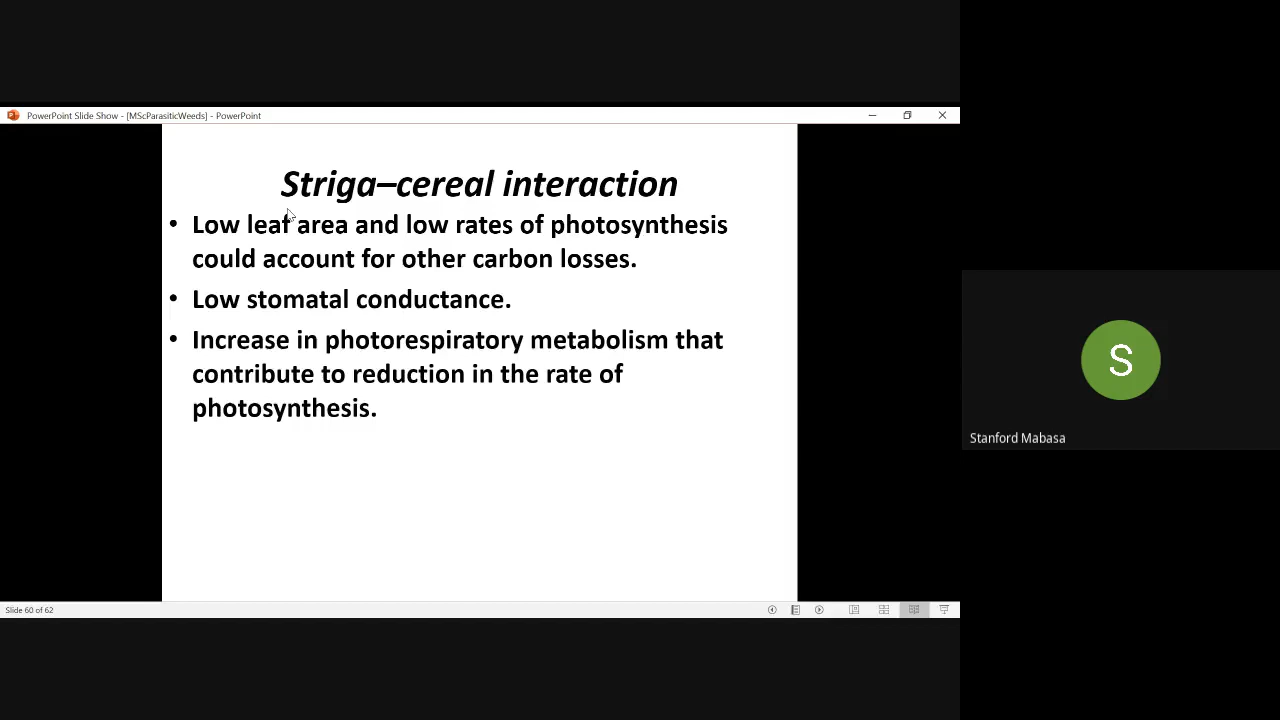 PowerPoint Slide Show - [MScParasiticWeeds] - PowerPoint
Striga–cereal interaction
• Low leaf area and low rates of photosynthesis
could account for other carbon losses.
• Low stomatal conductance.
• Increase in photorespiratory metabolism that
contribute to reduction in the rate of
photosynthesis.
S
Stanford Mabasa
Slide 60 of 62